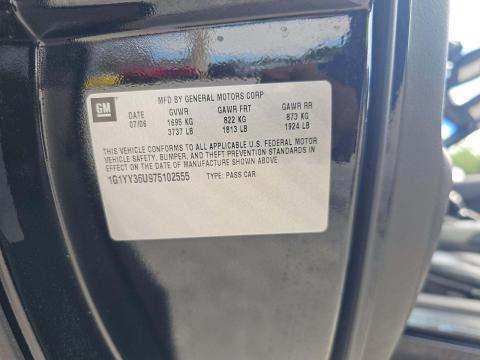 MFD BY GENERAL MOTORS CORP
GM DATE GVWR GAWR FRT GAWR RR
07/06 1695 KG 822 KG 873 KG
3737 LB 1813 LB 1924 LB
THIS VEHICLE CONFORMS TO ALL APPLICABLE U.S. FEDERAL MOTOR
VEHICLE SAFETY, BUMPER, AND THEFT PREVENTION STANDARDS IN
EFFECT ON THE DATE OF MANUFACTURE SHOWN ABOVE.
1G1YY36U975102555 TYPE: PASS CAR